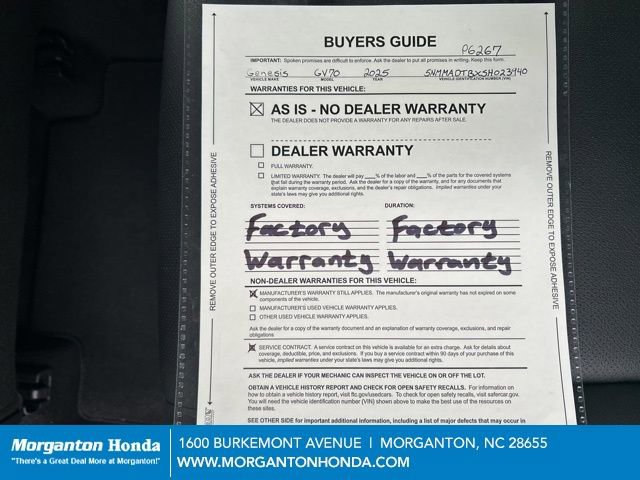 BUYERS GUIDE
P6267
IMPORTANT: Spoken promises are difficult to enforce. Ask the dealer to put all promises in writing. Keep this form.
Genesis GV70 2025 5NMMADTBXSH023940
VEHICLE MAKE MODEL YEAR VEHICLE IDENTIFICATION NUMBER (VIN)
WARRANTIES FOR THIS VEHICLE:
AS IS - NO DEALER WARRANTY
THE DEALER DOES NOT PROVIDE A WARRANTY FOR ANY REPAIRS AFTER SALE.
DEALER WARRANTY
FULL WARRANTY.
LIMITED WARRANTY. The dealer will pay ___% of the labor and ___% of the parts for the covered systems
that fail during the warranty period. Ask the dealer for a copy of the warranty, and for any documents that
explain warranty coverage, exclusions, and the dealer's repair obligations. Implied warranties under your
state's laws may give you additional rights.
SYSTEMS COVERED: DURATION:
Factory Factory
Warranty Warranty
NON-DEALER WARRANTIES FOR THIS VEHICLE:
MANUFACTURER'S WARRANTY STILL APPLIES. The manufacturer's original warranty has not expired on some
components of the vehicle.
MANUFACTURER'S USED VEHICLE WARRANTY APPLIES.
OTHER USED VEHICLE WARRANTY APPLIES.
Ask the dealer for a copy of the warranty document and an explanation of warranty coverage, exclusions, and repair
obligations
SERVICE CONTRACT. A service contract on this vehicle is available for an extra charge. Ask for details about
coverage, deductible, price, and exclusions. If you buy a service contract within 90 days of your purchase of this
vehicle, implied warranties under your state's laws may give you additional rights.
ASK THE DEALER IF YOUR MECHANIC CAN INSPECT THE VEHICLE ON OR OFF THE LOT.
OBTAIN A VEHICLE HISTORY REPORT AND CHECK FOR OPEN SAFETY RECALLS. For information on
how to obtain a vehicle history report, visit ftc.gov/usedcars. To check for open safety recalls, visit safercar.gov.
You will need the vehicle identification number (VIN) shown above to make the best use of the resources on
these sites.
SEE OTHER SIDE for important additional information, including a list of major defects that may occur in
REMOVE OUTER EDGE TO EXPOSE ADHESIVE
REMOVE OUTER EDGE TO EXPOSE ADHESIVE
Morganton Honda
"There's a Great Deal More at Morganton!"
1600 BURKEMONT AVENUE | MORGANTON, NC 28655
WWW.MORGANTONHONDA.COM